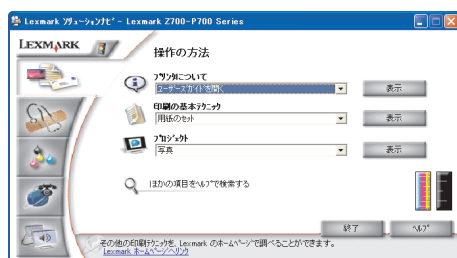 Lexmark ｿﾘｭｰｼｮﾝﾅﾋﾞ - Lexmark Z700-P700 Series
LEXMARK
操作の方法
ﾌﾟﾘﾝﾀについて
ﾕｰｻﾞｰｽﾞｶﾞｲﾄﾞを開く
表示
印刷の基本ﾃｸﾆｯｸ
用紙のｾｯﾄ
表示
ﾌﾟﾛｼﾞｪｸﾄ
写真
表示
ほかの項目をﾍﾙﾌﾟで検索する
終了
ﾍﾙﾌﾟ
その他の印刷ﾃｸﾆｯｸを、Lexmark のﾎｰﾑﾍﾟｰｼﾞで調べることができます。
Lexmark ﾎｰﾑﾍﾟｰｼﾞへﾘﾝｸ